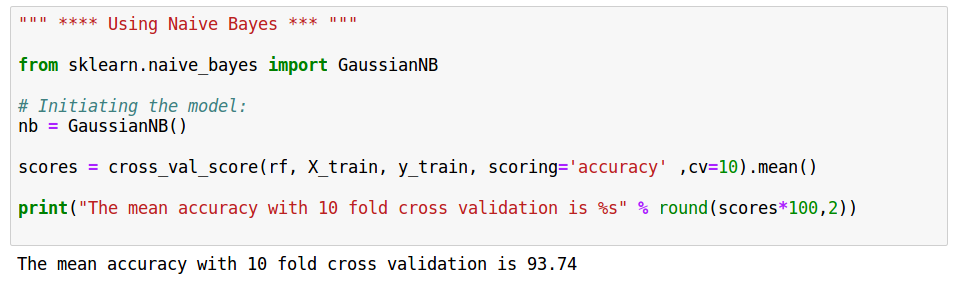 """ **** Using Naive Bayes *** """
from sklearn.naive_bayes import GaussianNB
# Initiating the model:
nb = GaussianNB()
scores = cross_val_score(rf, X_train, y_train, scoring='accuracy' ,cv=10).mean()
print("The mean accuracy with 10 fold cross validation is %s" % round(scores*100,2))
The mean accuracy with 10 fold cross validation is 93.74